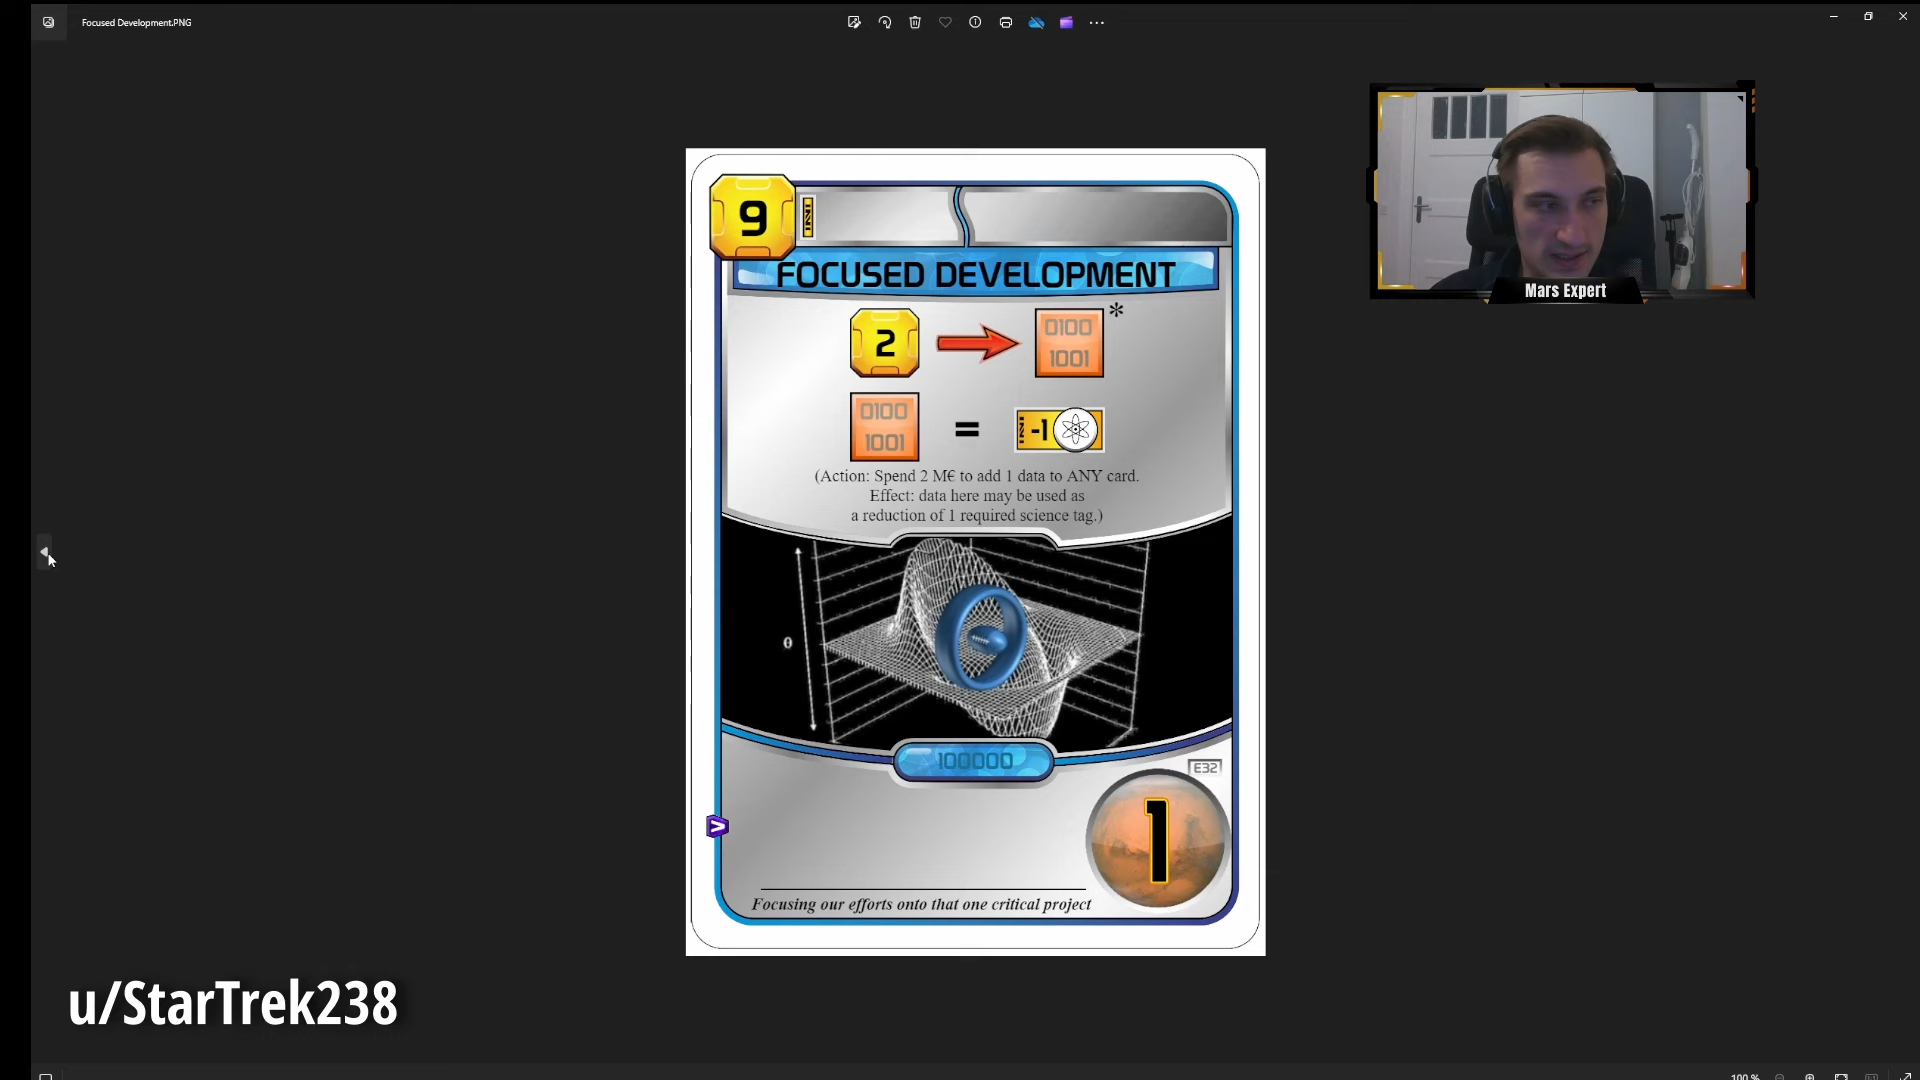 Focused Development.PNG
Mars Expert
9
FOCUSED DEVELOPMENT
2
0100
1001
*
0100
1001
=
-1
(Action: Spend 2 M€ to add 1 data to ANY card.
Effect: data here may be used as
a reduction of 1 required science tag.)
θ
100000
E32
1
Focusing our efforts onto that one critical project
u/StarTrek238
100 %